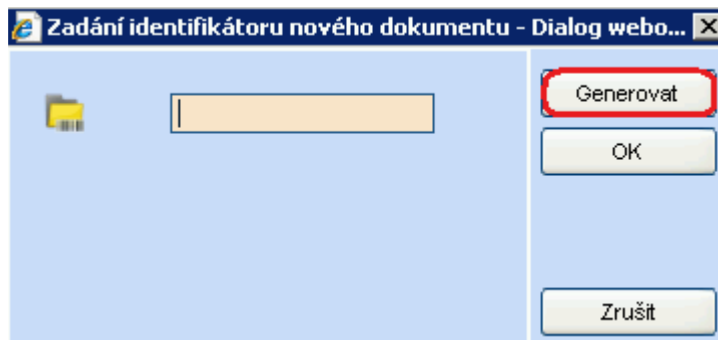 Zadání identifikátoru nového dokumentu - Dialog webo...
Generovat
OK
Zrušit